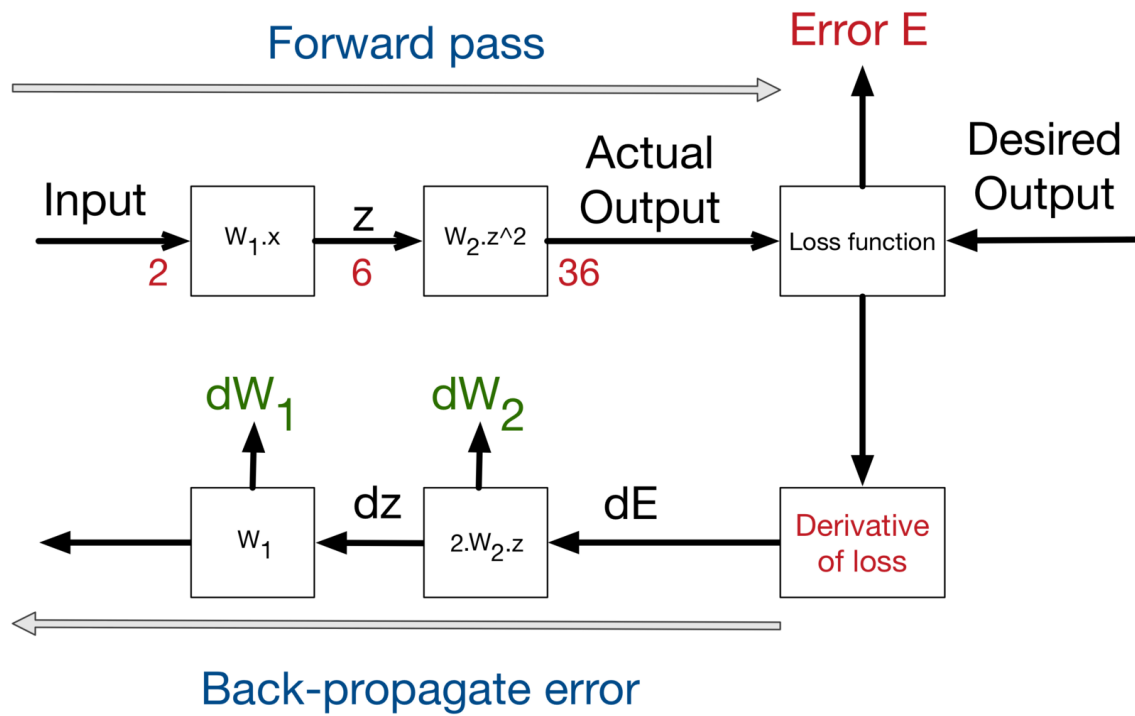 Forward pass
Error E
Input
z
Actual
Output
Desired
Output
W₁.x
W₂.z^2
Loss function
2
6
36
dW₁
dW₂
dz
dE
W₁
2.W₂.z
Derivative
of loss
Back-propagate error